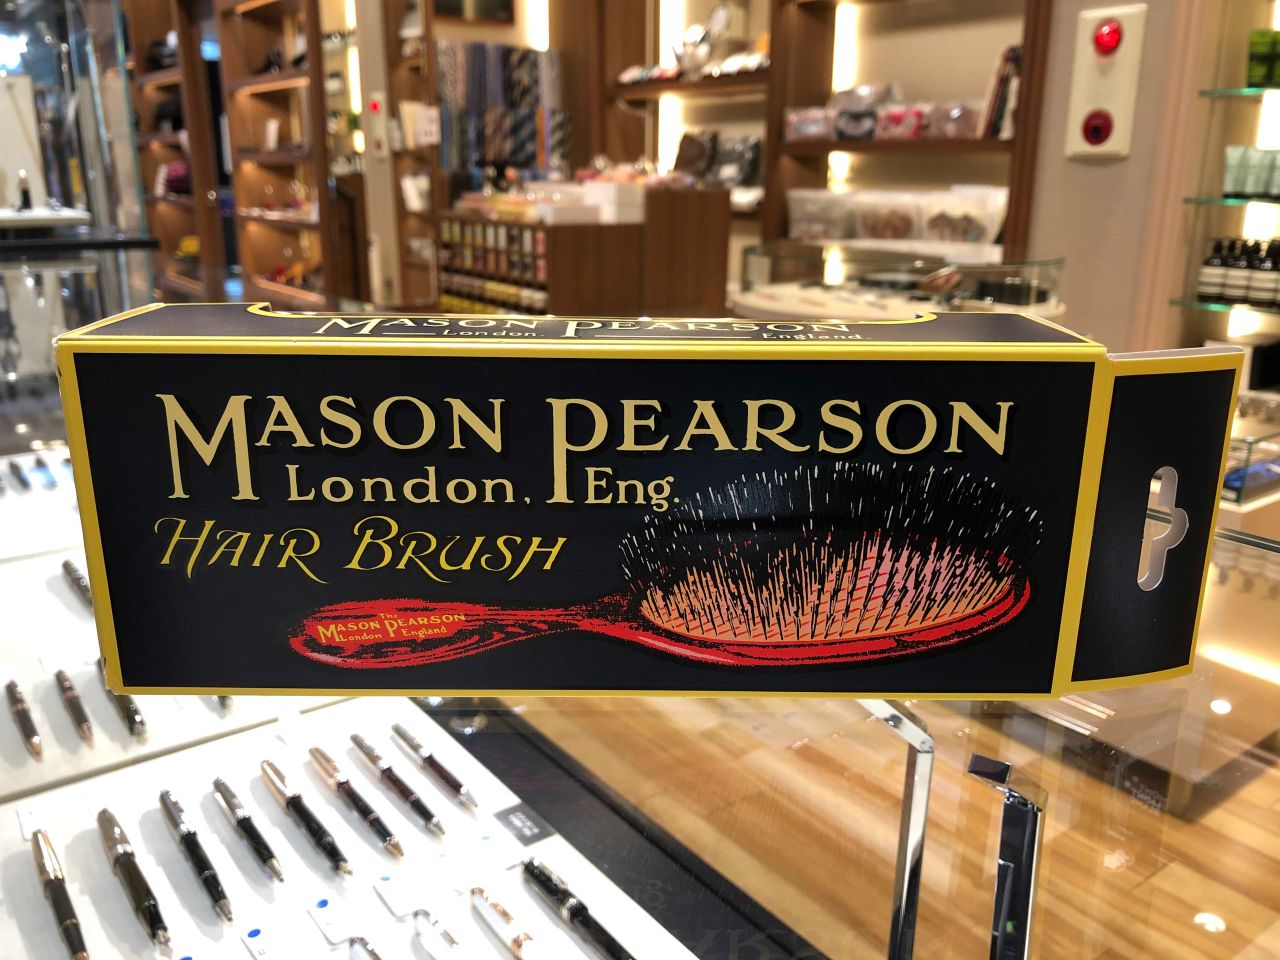 MASON PEARSON
London. England.
MASON PEARSON
London. Eng.
HAIR BRUSH
The
MASON PEARSON
London England